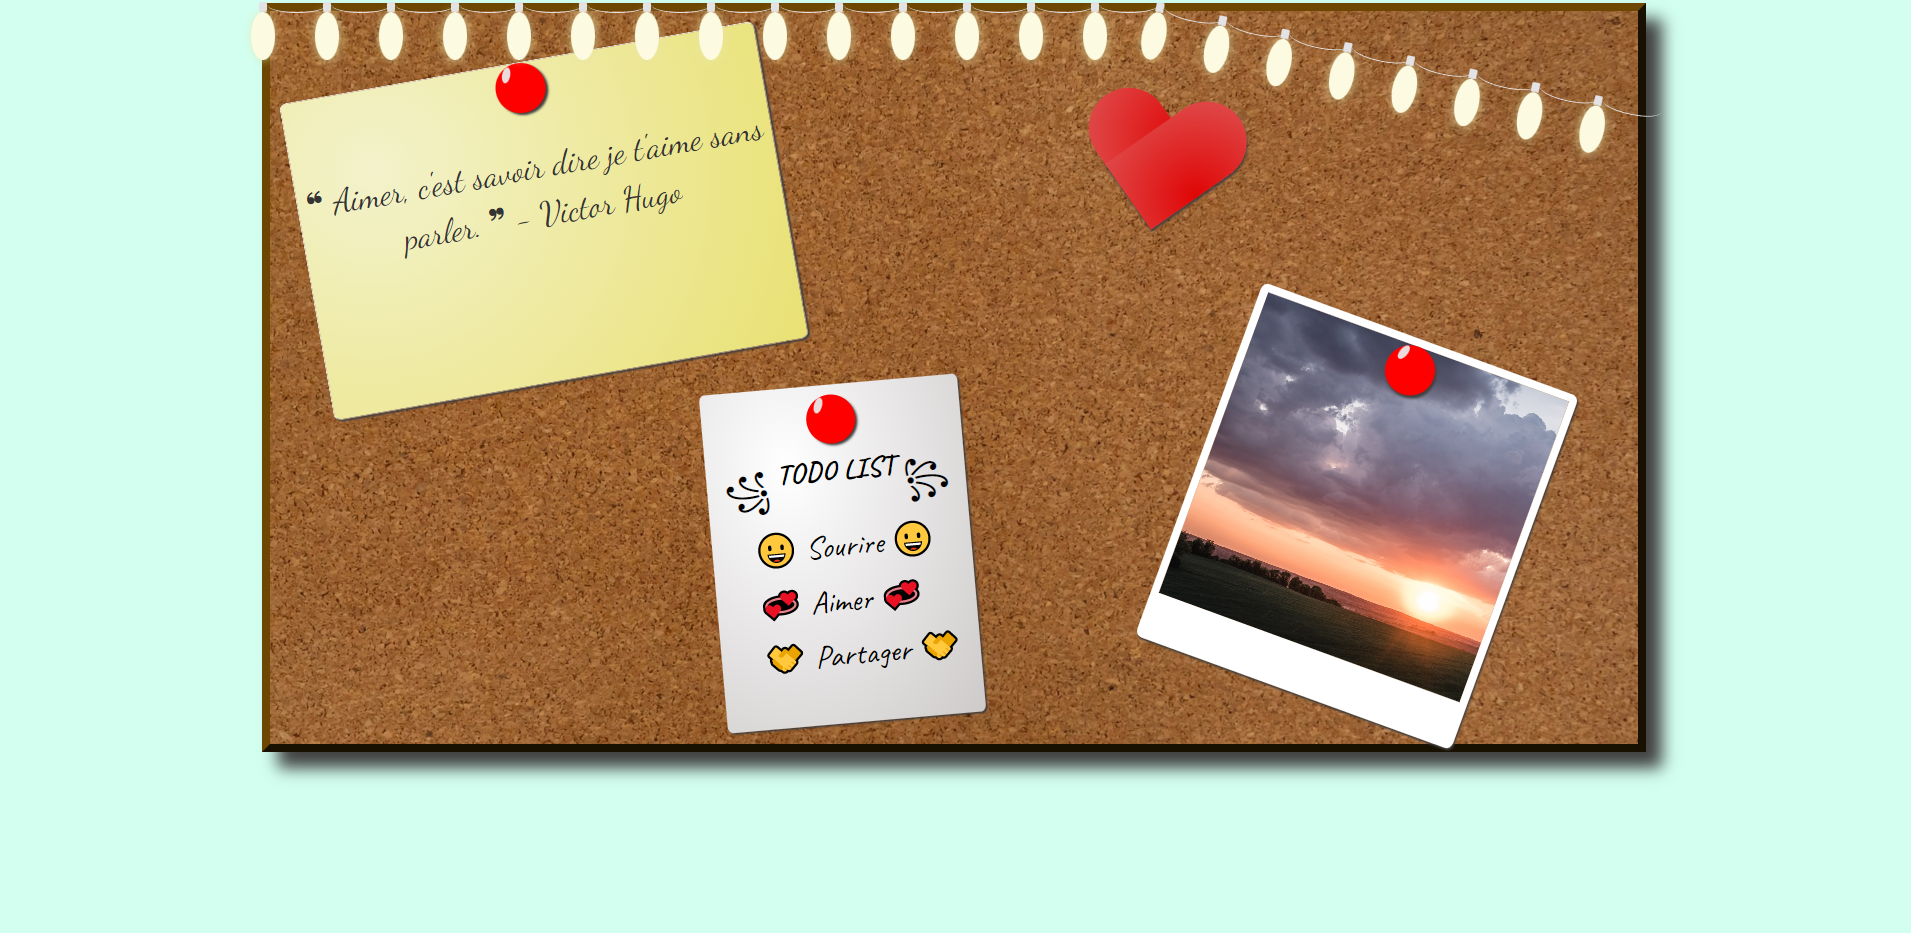 ❝ Aimer, c'est savoir dire je t'aime sans
parler. ❞ - Victor Hugo
TODO LIST
Sourire
Aimer
Partager